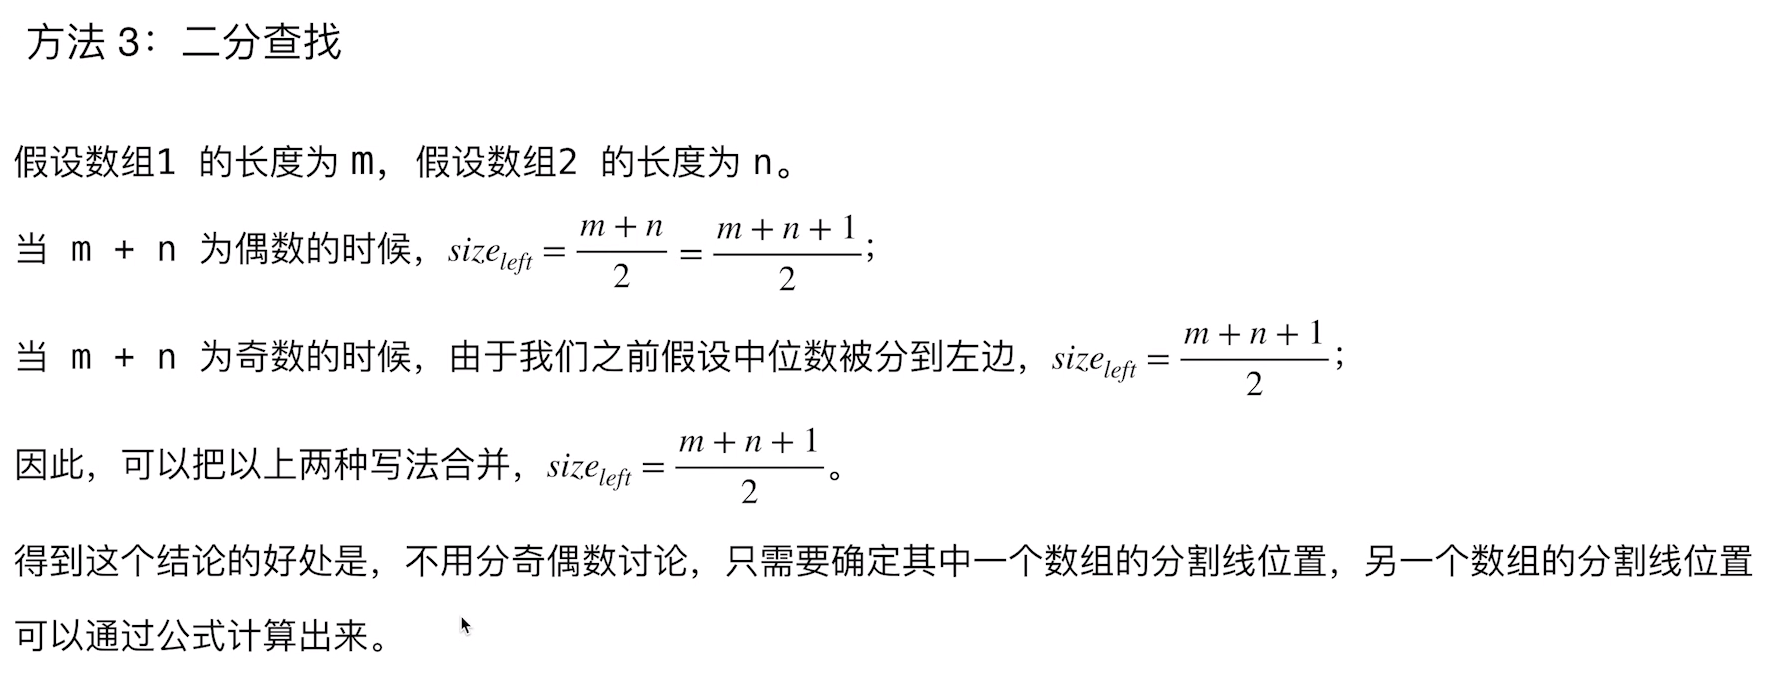 方法 3：二分查找
假设数组1 的长度为 m，假设数组2 的长度为 n。
当 m + n 为偶数的时候，size_{left} = \frac{m + n}{2} = \frac{m + n + 1}{2}；
当 m + n 为奇数的时候，由于我们之前假设中位数被分到左边，size_{left} = \frac{m + n + 1}{2}；
因此，可以把以上两种写法合并，size_{left} = \frac{m + n + 1}{2}。
得到这个结论的好处是，不用分奇偶数讨论，只需要确定其中一个数组的分割线位置，另一个数组的分割线位置
可以通过公式计算出来。